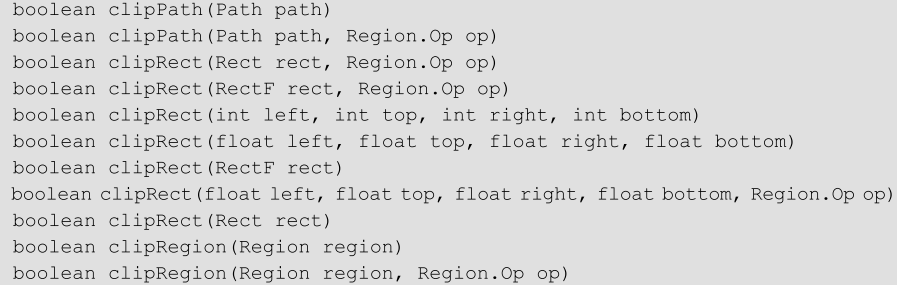 boolean clipPath(Path path)
boolean clipPath(Path path, Region.Op op)
boolean clipRect(Rect rect, Region.Op op)
boolean clipRect(RectF rect, Region.Op op)
boolean clipRect(int left, int top, int right, int bottom)
boolean clipRect(float left, float top, float right, float bottom)
boolean clipRect(RectF rect)
boolean clipRect(float left, float top, float right, float bottom, Region.Op op)
boolean clipRect(Rect rect)
boolean clipRegion(Region region)
boolean clipRegion(Region region, Region.Op op)